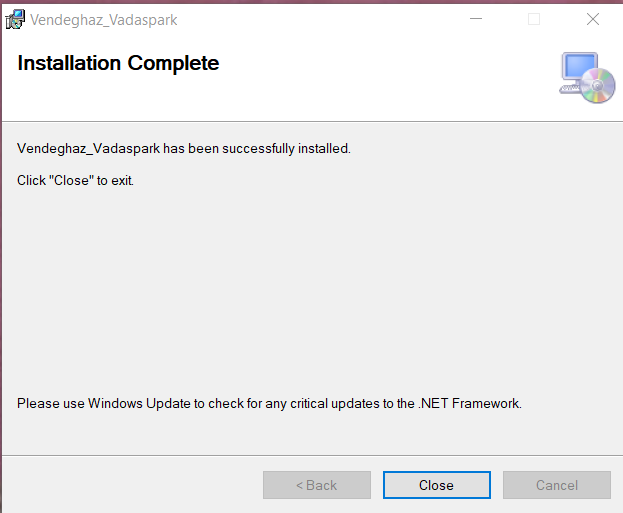 Vendeghaz_Vadaspark
Installation Complete
Vendeghaz_Vadaspark has been successfully installed.
Click "Close" to exit.
Please use Windows Update to check for any critical updates to the .NET Framework.
< Back
Close
Cancel